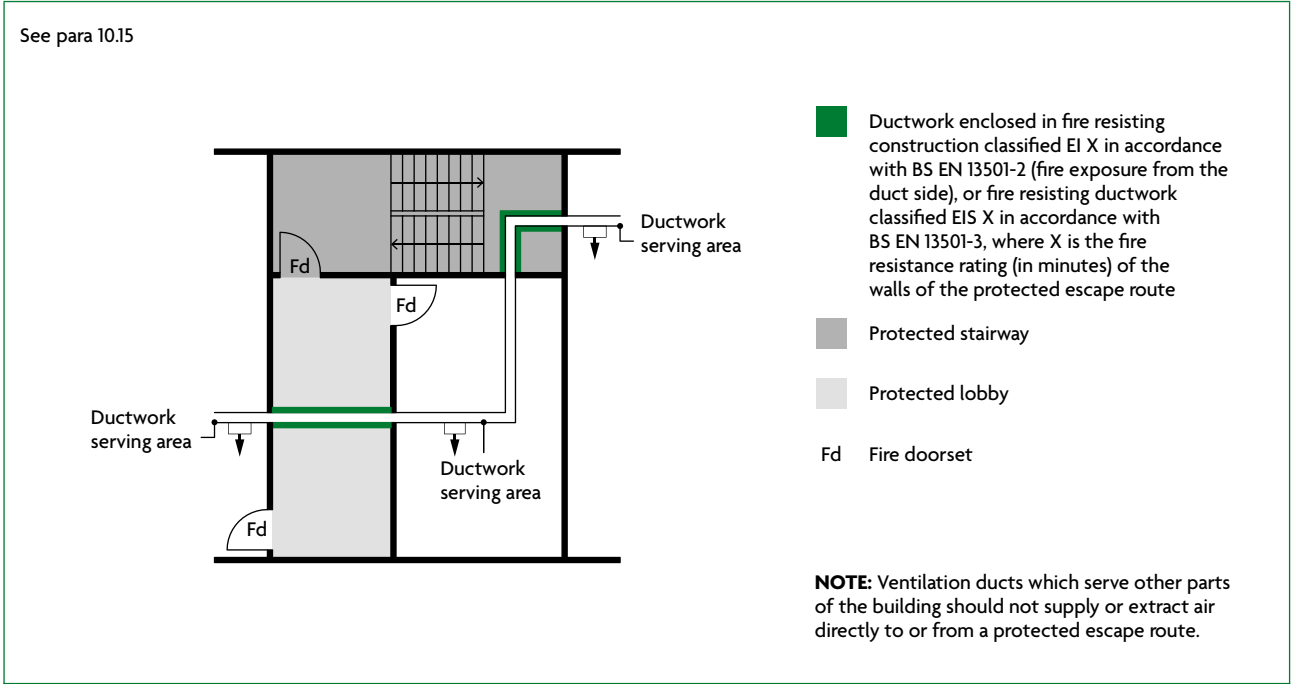 See para 10.15
Ductwork enclosed in fire resisting
construction classified EI X in accordance
with BS EN 13501-2 (fire exposure from the
duct side), or fire resisting ductwork
classified EIS X in accordance with
BS EN 13501-3, where X is the fire
resistance rating (in minutes) of the
walls of the protected escape route
Protected stairway
Protected lobby
Fd Fire doorset
NOTE: Ventilation ducts which serve other parts
of the building should not supply or extract air
directly to or from a protected escape route.
Ductwork
serving area
Fd
Fd
Ductwork
serving area
Ductwork
serving area
Fd